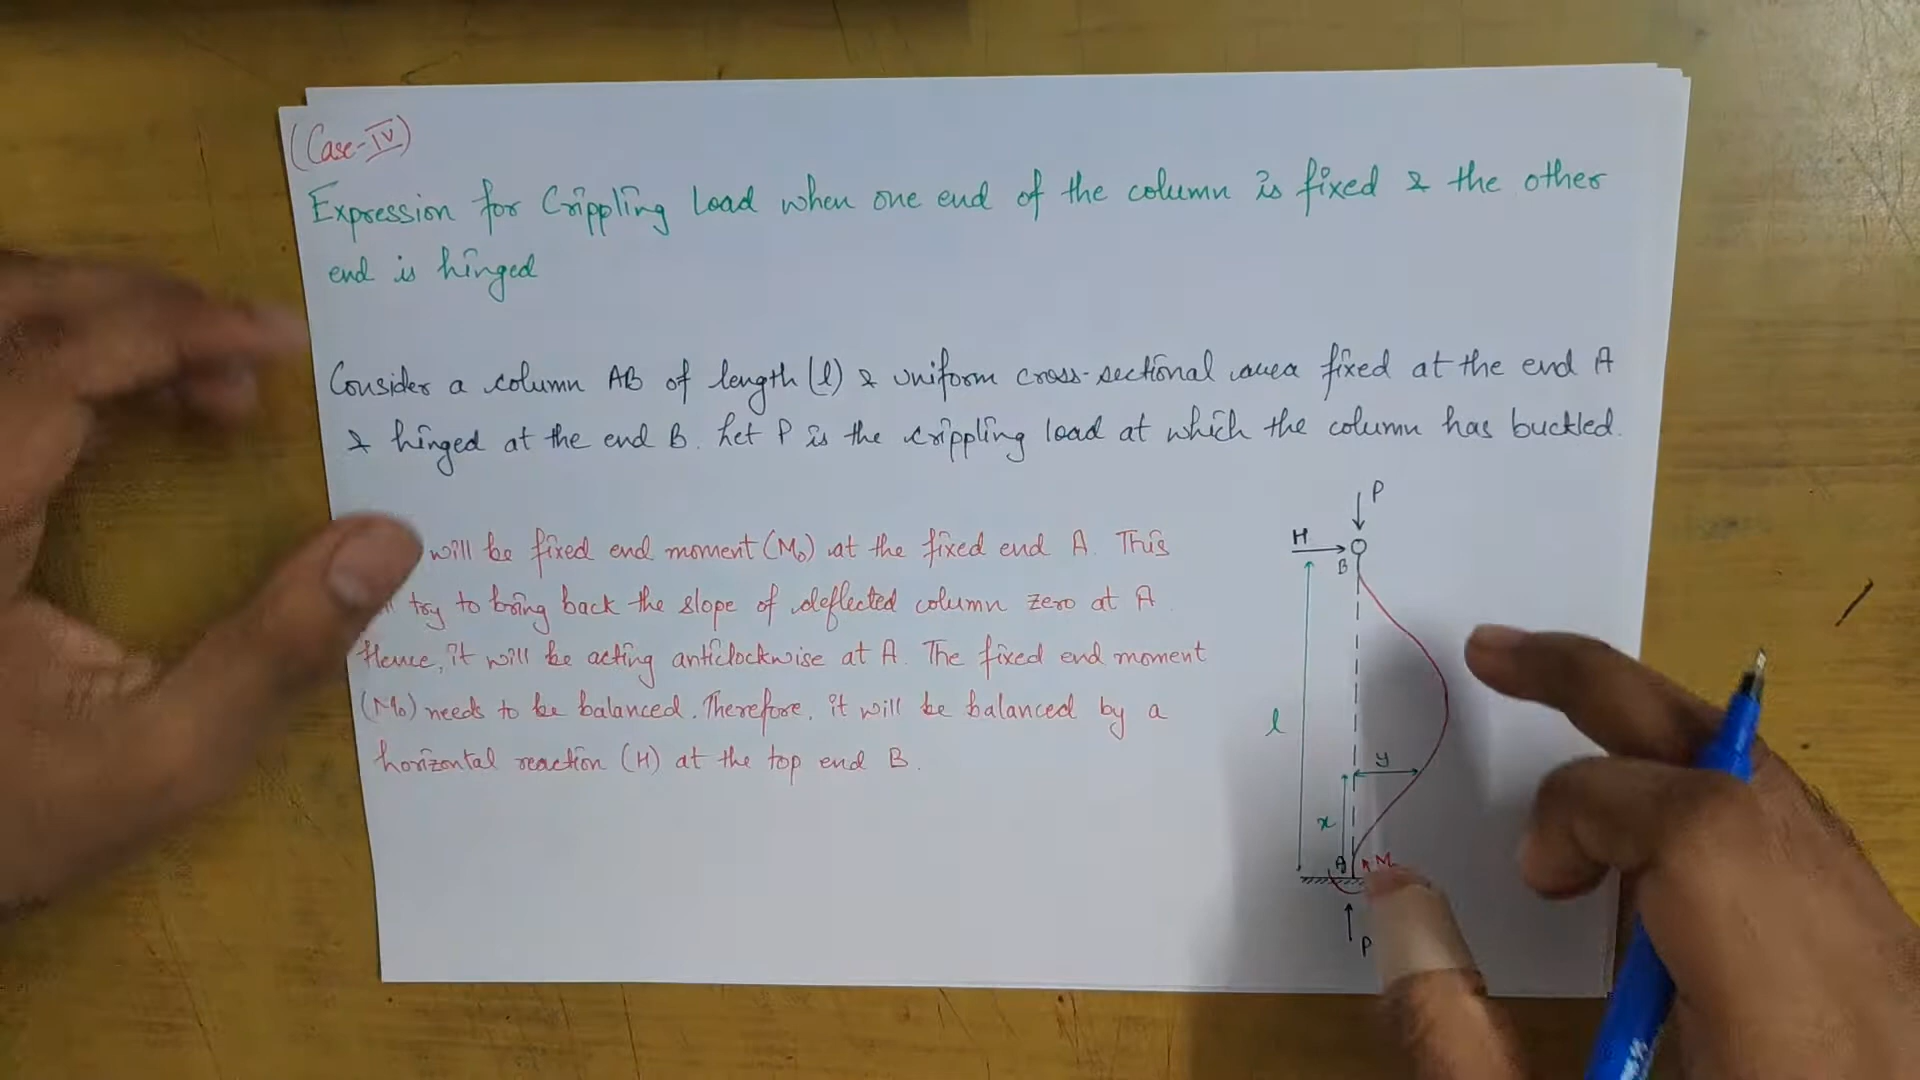 (Case-IV)
Expression for Crippling Load when one end of the column is fixed & the other
end is hinged
Consider a column AB of length (l) & uniform cross-sectional area fixed at the end A
& hinged at the end B. Let P is the crippling load at which the column has buckled.
will be fixed end moment (M₀) at the fixed end A. This
try to bring back the slope of deflected column zero at A.
Hence, it will be acting anticlockwise at A. The fixed end moment
(M₀) needs to be balanced. Therefore, it will be balanced by a
horizontal reaction (H) at the top end B.
P
H
B
l
y
x
A
M
P